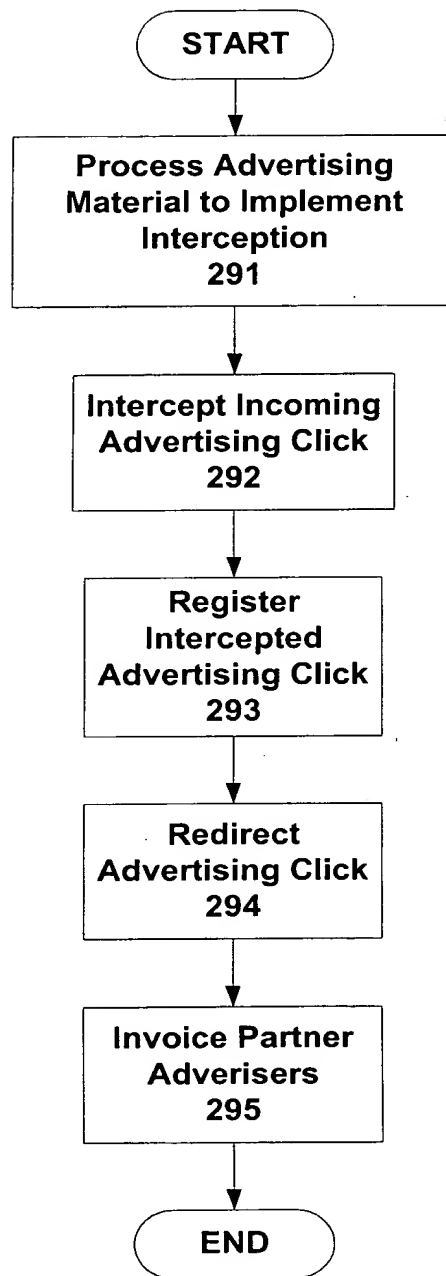 START
Process Advertising
Material to Implement
Interception
291
Intercept Incoming
Advertising Click
292
Register
Intercepted
Advertising Click
293
Redirect
Advertising Click
294
Invoice Partner
Adverisers
295
END